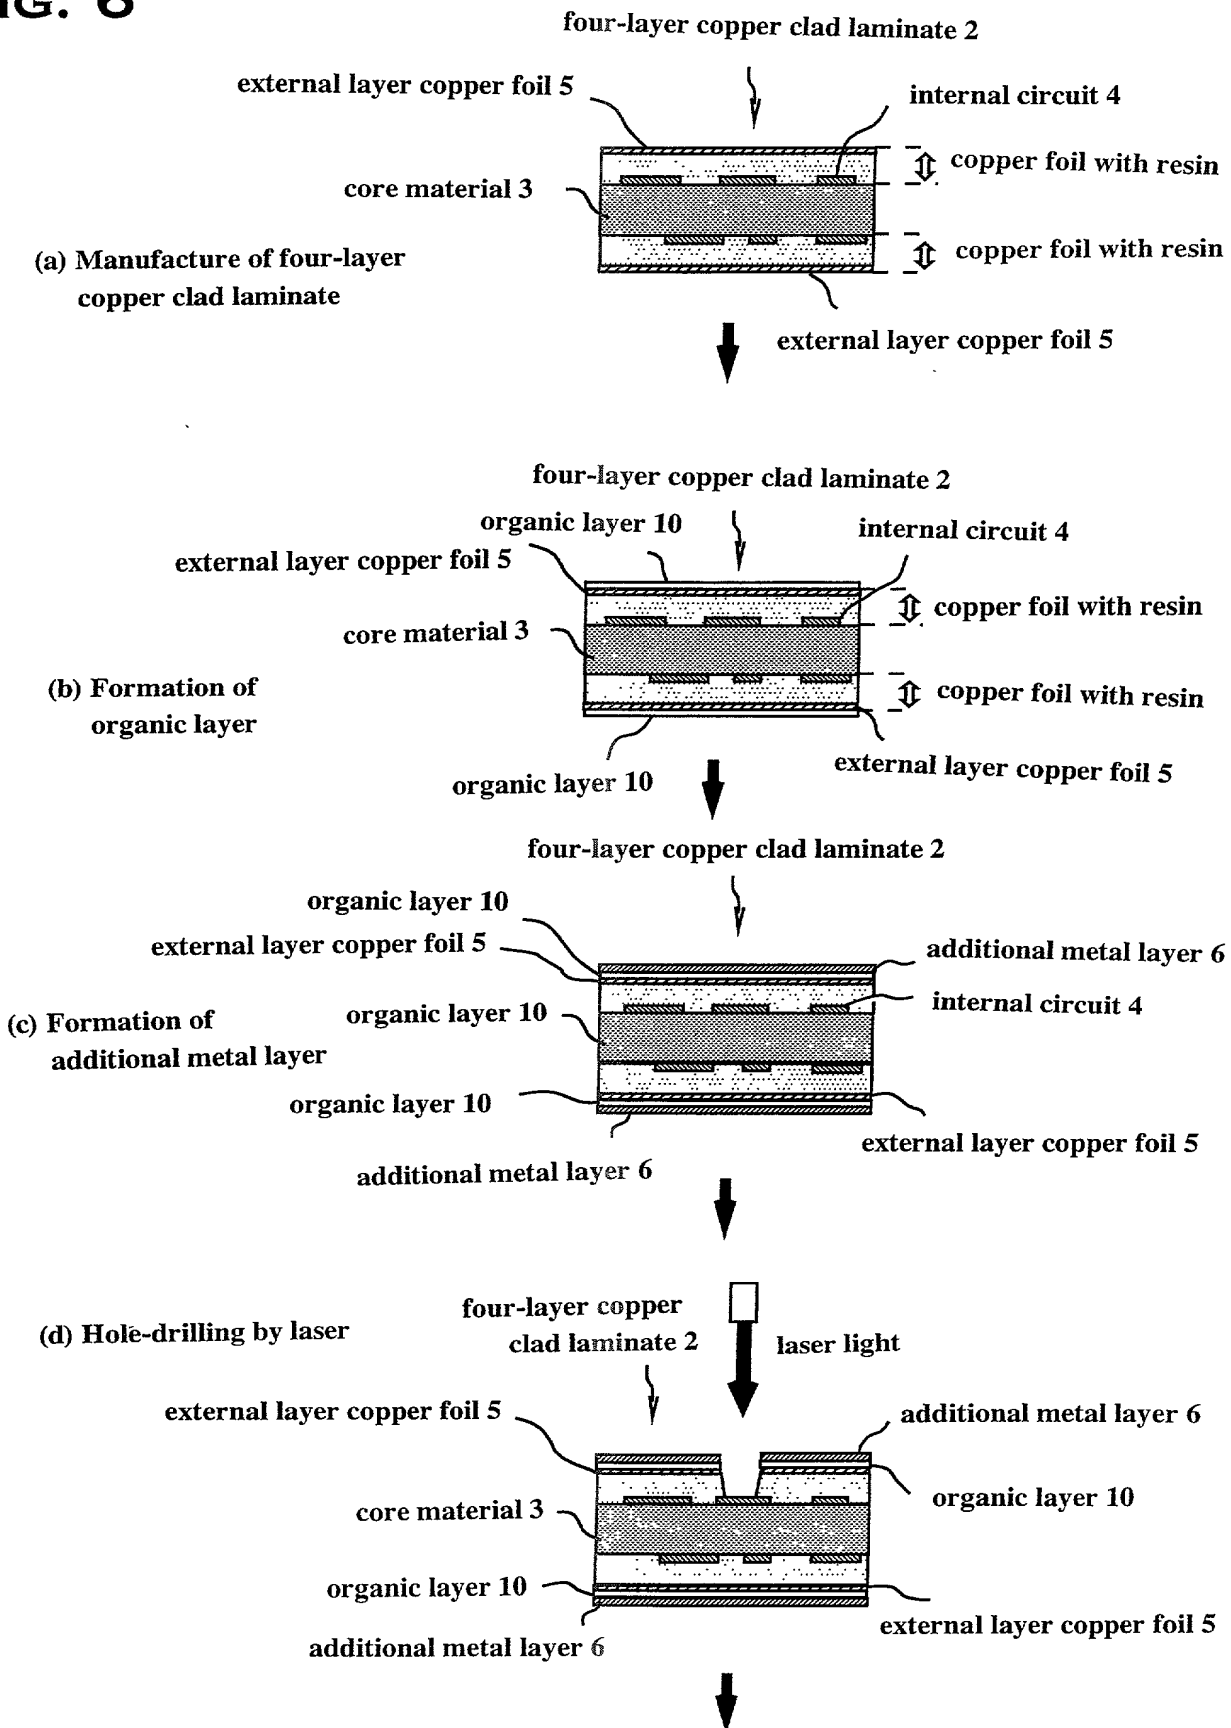 FIG. 6
four-layer copper clad laminate 2
external layer copper foil 5
internal circuit 4
copper foil with resin
core material 3
copper foil with resin
(a) Manufacture of four-layer
copper clad laminate
external layer copper foil 5
four-layer copper clad laminate 2
organic layer 10
internal circuit 4
external layer copper foil 5
copper foil with resin
core material 3
(b) Formation of
organic layer
copper foil with resin
external layer copper foil 5
organic layer 10
four-layer copper clad laminate 2
organic layer 10
external layer copper foil 5
additional metal layer 6
internal circuit 4
organic layer 10
(c) Formation of
additional metal layer
organic layer 10
external layer copper foil 5
additional metal layer 6
four-layer copper
clad laminate 2
(d) Hole-drilling by laser
laser light
external layer copper foil 5
additional metal layer 6
organic layer 10
core material 3
organic layer 10
external layer copper foil 5
additional metal layer 6